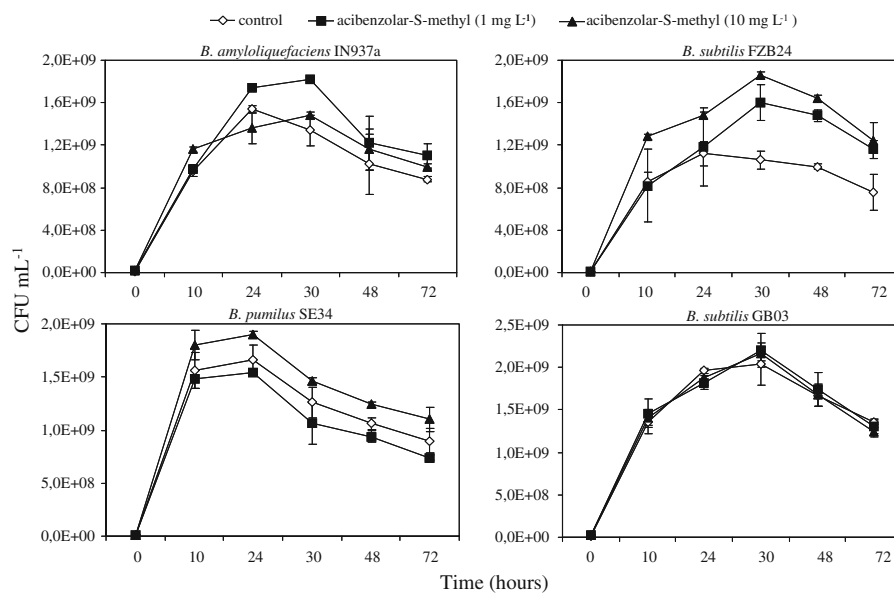 control acibenzolar-S-methyl (1 mg L-1) acibenzolar-S-methyl (10 mg L-1)
B. amyloliquefaciens IN937a
2,0E+09
1,6E+09
1,2E+09
8,0E+08
4,0E+08
0,0E+00
0 10 24 30 48 72
B. subtilis FZB24
2,0E+09
1,6E+09
1,2E+09
8,0E+08
4,0E+08
0,0E+00
0 10 24 30 48 72
CFU mL-1
B. pumilus SE34
2,0E+09
1,5E+09
1,0E+09
5,0E+08
0,0E+00
0 10 24 30 48 72
B. subtilis GB03
2,5E+09
2,0E+09
1,5E+09
1,0E+09
5,0E+08
0,0E+00
0 10 24 30 48 72
Time (hours)